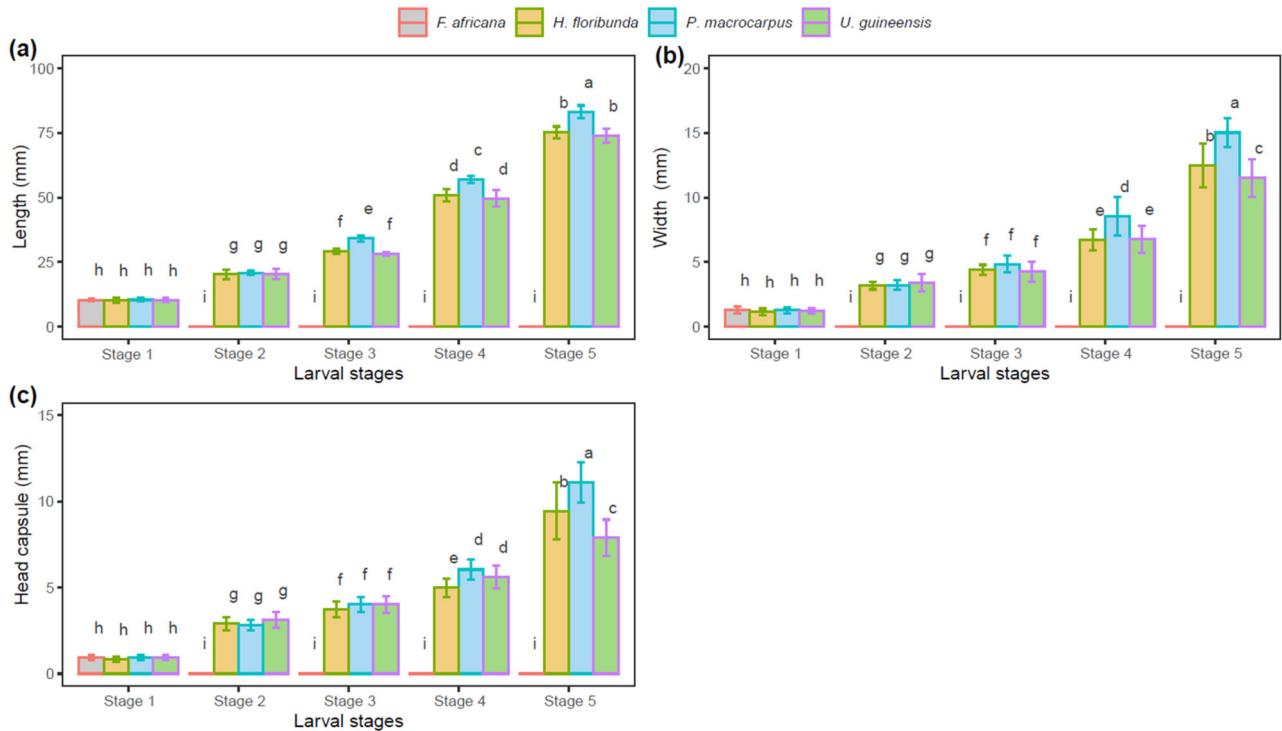 F. africana H. floribunda P. macrocarpus U. guineensis
(a)
Length (mm)
100
75
50
25
0
h h h h
i g g g
i f e f
i d c d
i b a b
Stage 1 Stage 2 Stage 3 Stage 4 Stage 5
Larval stages
(b)
Width (mm)
20
15
10
5
0
h h h h
i g g g
i f f f
i e d e
i b a c
Stage 1 Stage 2 Stage 3 Stage 4 Stage 5
Larval stages
(c)
Head capsule (mm)
15
10
5
0
h h h h
i g g g
i f f f
i e d d
i b a c
Stage 1 Stage 2 Stage 3 Stage 4 Stage 5
Larval stages